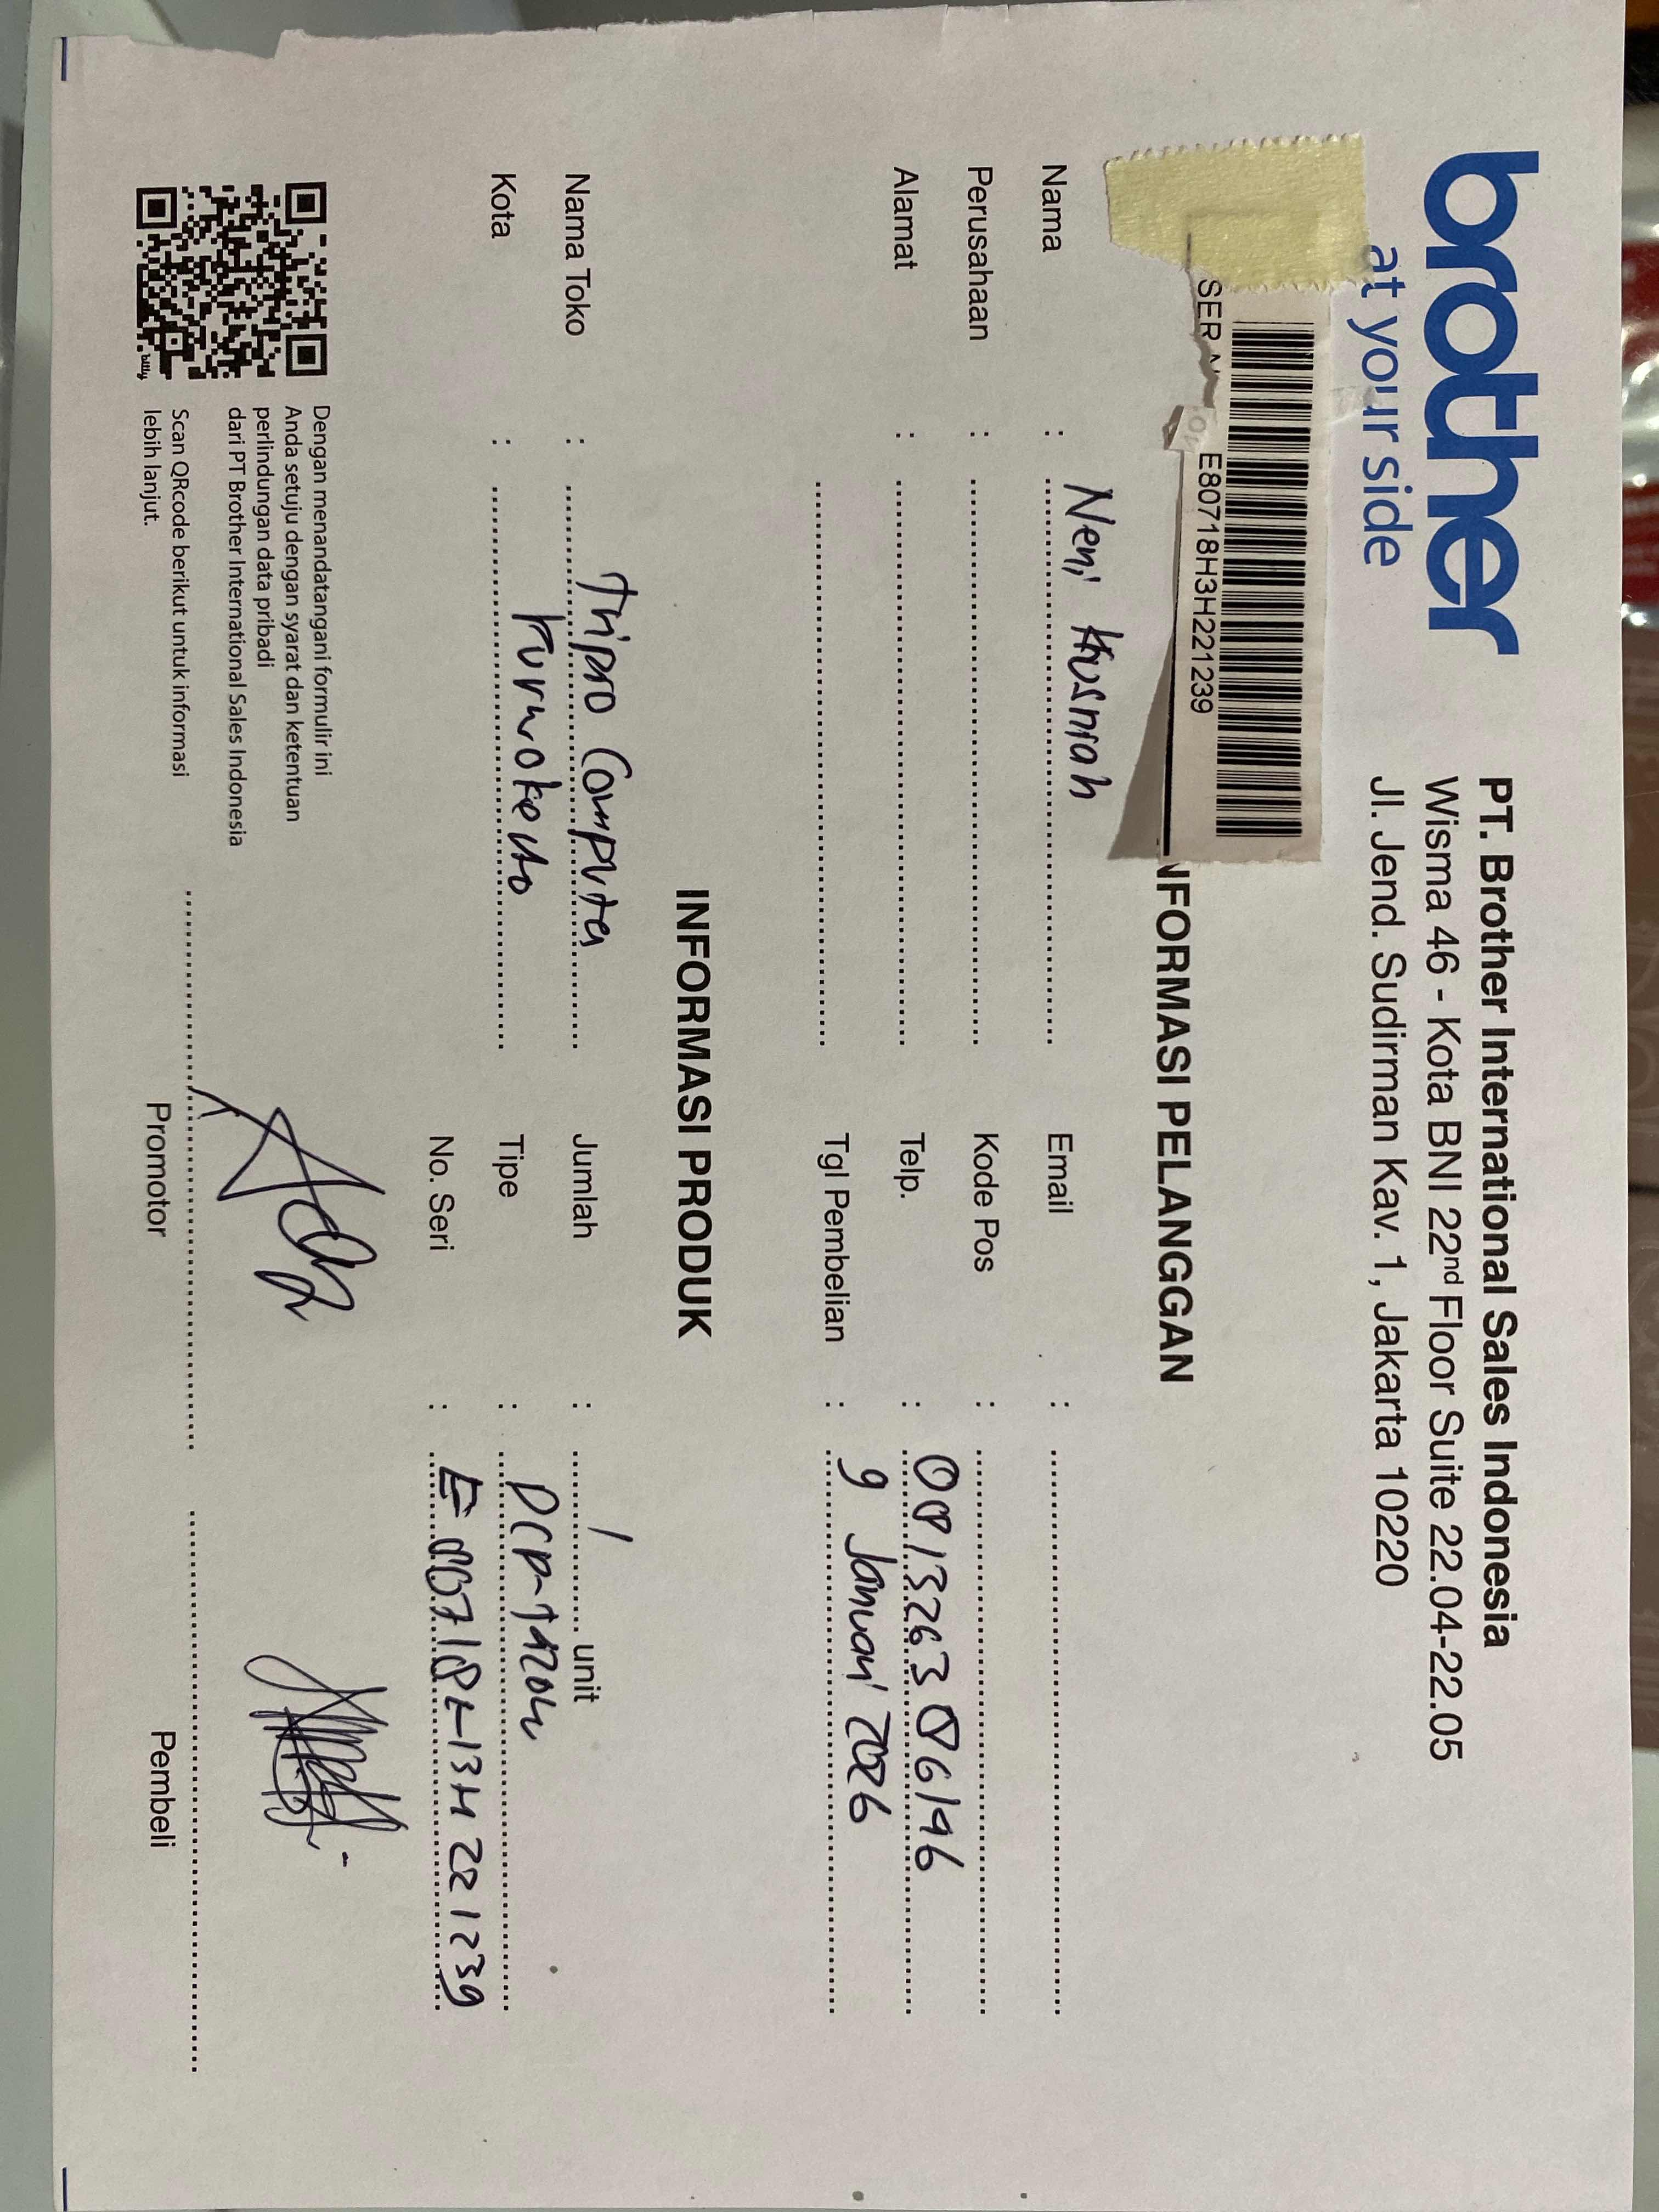 brother
at your side
PT. Brother International Sales Indonesia
Wisma 46 - Kota BNI 22nd Floor Suite 22.04-22.05
Jl. Jend. Sudirman Kav. 1, Jakarta 10220
SER E80718H3H221239
NFORMASI PELANGGAN
Nama : Neni Kusniah Email :
Perusahaan : Kode Pos :
Alamat : Telp. : 081326386196
Tgl Pembelian : 9 Januari 2026
INFORMASI PRODUK
Nama Toko : Tripro Computer Jumlah : 1 unit
Kota : Purwokerto Tipe : DCP-T420W
No. Seri : E80718H3H221239
Dengan menandatangani formulir ini
Anda setuju dengan syarat dan ketentuan
perlindungan data pribadi
dari PT Brother International Sales Indonesia
Scan QRcode berikut untuk informasi
lebih lanjut.
bitly
Promotor Pembeli